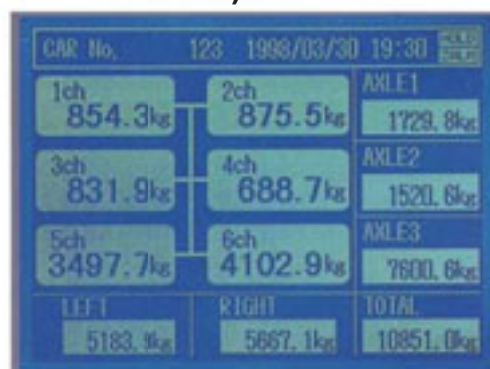 CAR No. 123 1998/03/30 19:30
1ch 2ch AXLE1
854.3kg 875.5kg 1729.8kg
3ch 4ch AXLE2
831.9kg 688.7kg 1520.6kg
5ch 6ch AXLE3
3497.7kg 4102.9kg 7600.6kg
LEFT RIGHT TOTAL
5183.9kg 5667.1kg 10851.0kg